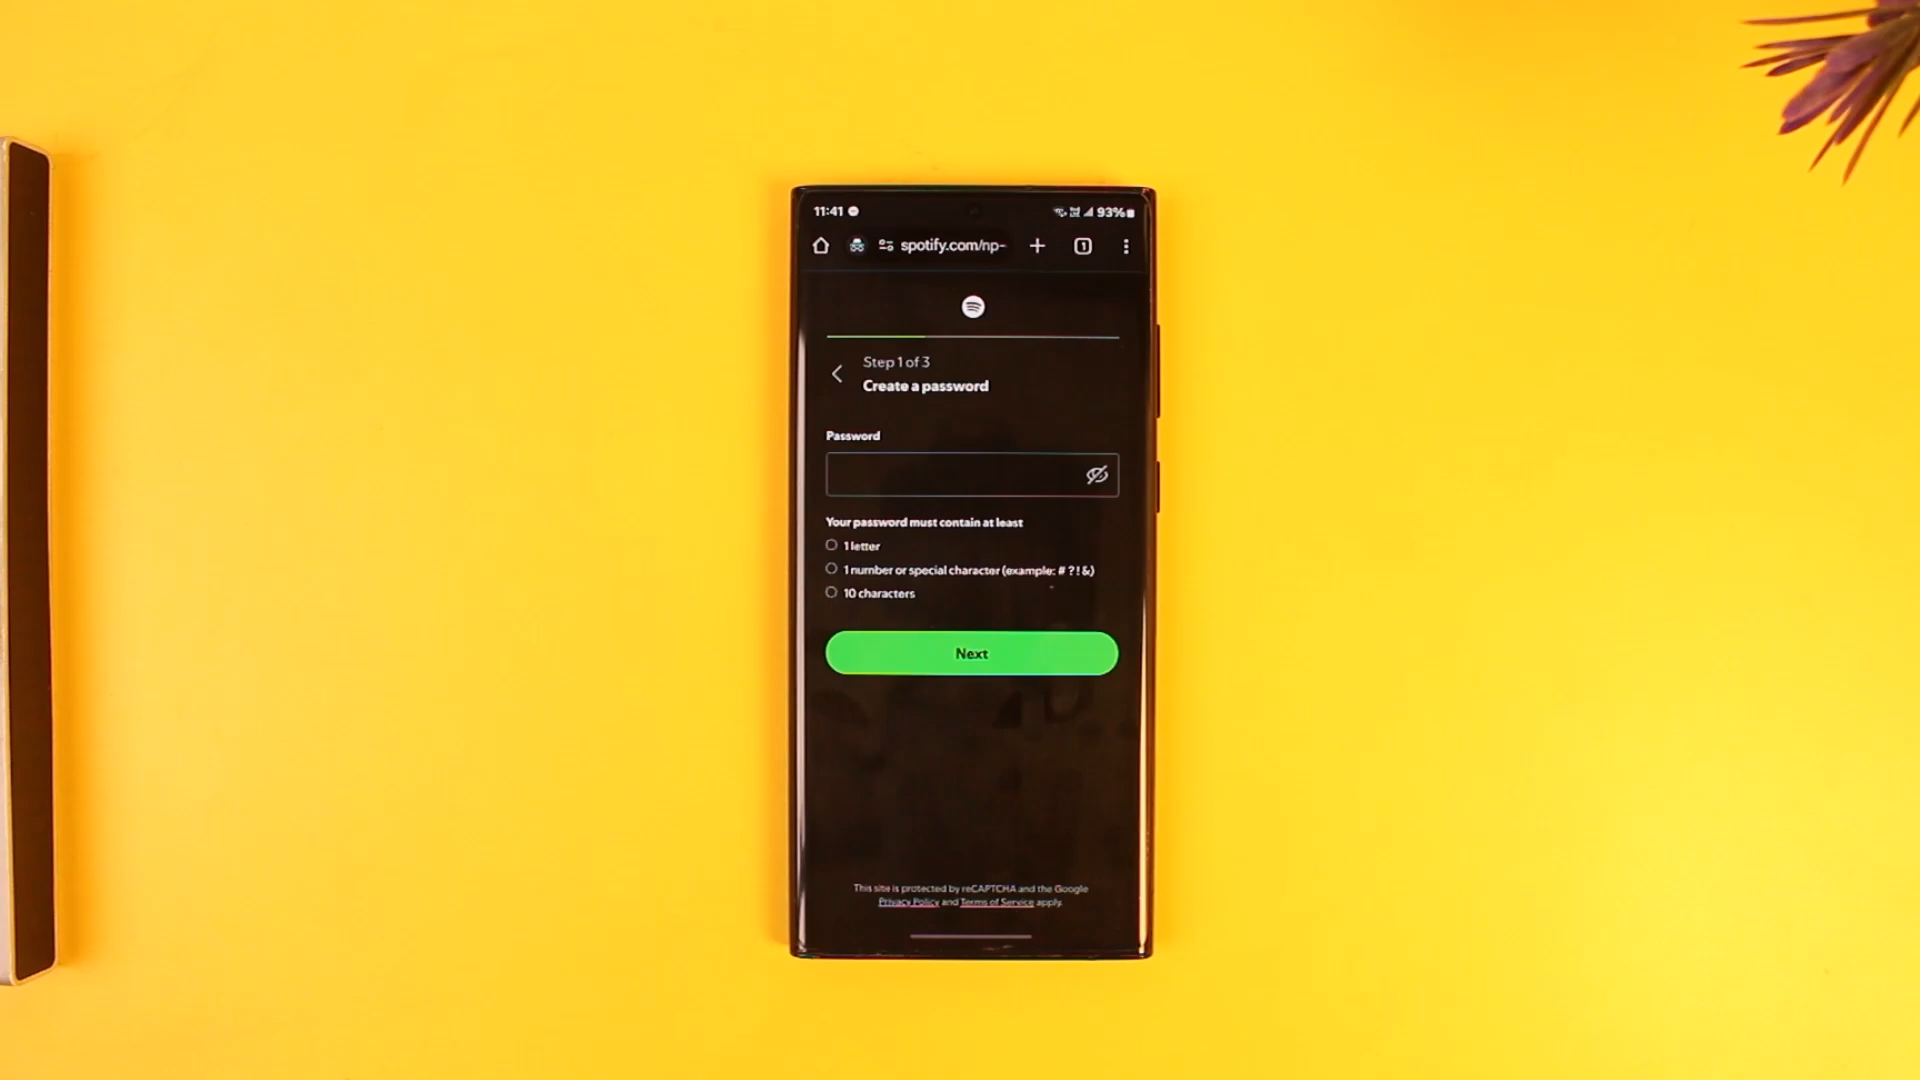 11:41
93%
spotify.com/np-
1
Step 1 of 3
Create a password
Password
Your password must contain at least
1 letter
1 number or special character (example: # ? ! &)
10 characters
Next
This site is protected by reCAPTCHA and the Google
Privacy Policy and Terms of Service apply.